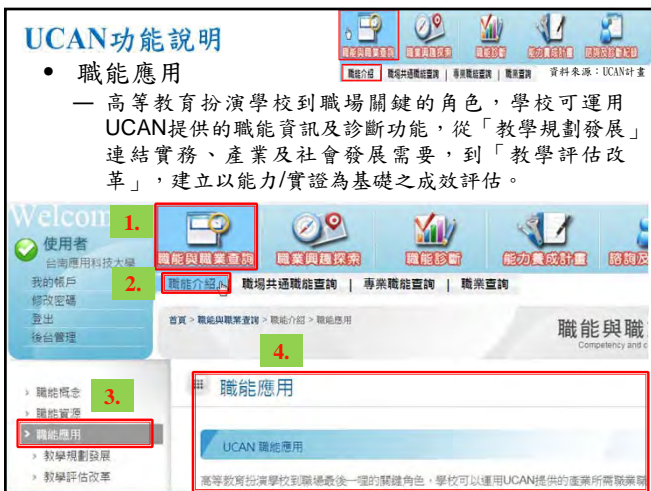 UCAN功能說明
職能與職業查詢 職業興趣探索 職能診斷 能力養成計畫 諮詢及診斷紀錄
職能介紹 | 職場共通職能查詢 | 專業職能查詢 | 職業查詢
資料來源：UCAN計畫
• 職能應用
— 高等教育扮演學校到職場關鍵的角色，學校可運用
UCAN提供的職能資訊及診斷功能，從「教學規劃發展」
連結實務、產業及社會發展需要，到「教學評估改
革」，建立以能力/實證為基礎之成效評估。
Welcom
1.
使用者
台南應用科技大學
職能與職業查詢 職業興趣探索 職能診斷 能力養成計畫 諮詢及
我的帳戶
2.
職能介紹 | 職場共通職能查詢 | 專業職能查詢 | 職業查詢
修改密碼
登出
後台管理
首頁 > 職能與職業查詢 > 職能介紹 > 職能應用
職能與職
Competency and c
4.
> 職能概念
3.
職能應用
> 職能資源
> 職能應用
UCAN 職能應用
> 教學規劃發展
> 教學評估改革
高等教育扮演學校到職場最後一哩的關鍵角色，學校可以運用UCAN提供的產業所需職業職